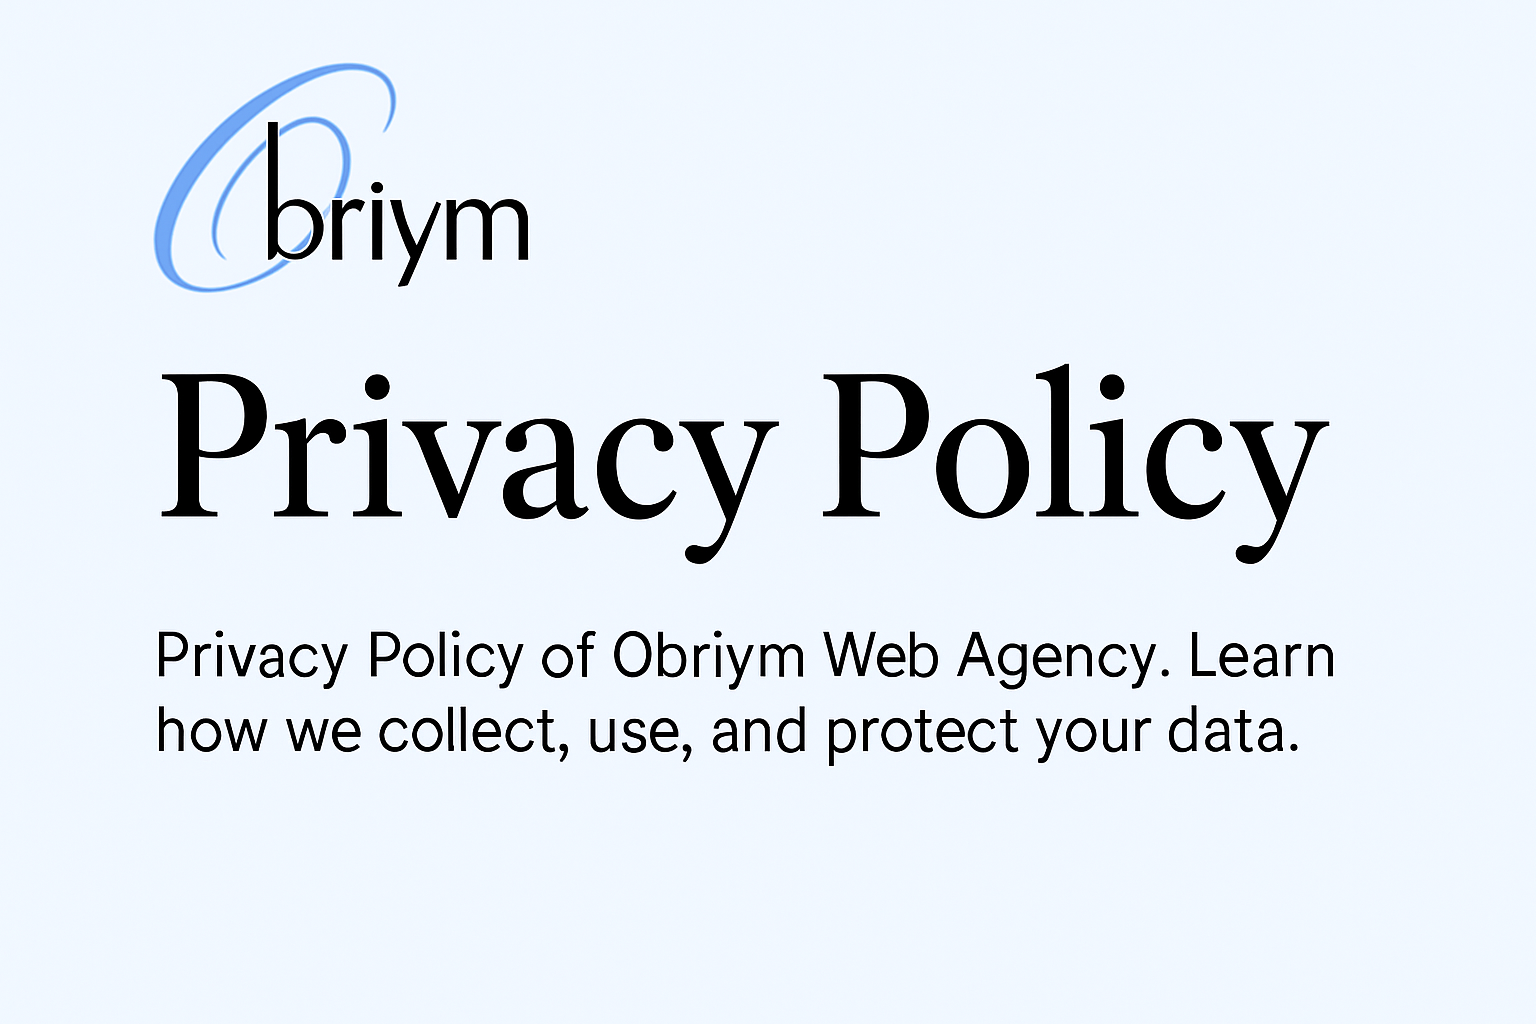 Obriym
Privacy Policy
Privacy Policy of Obriym Web Agency. Learn
how we collect, use, and protect your data.